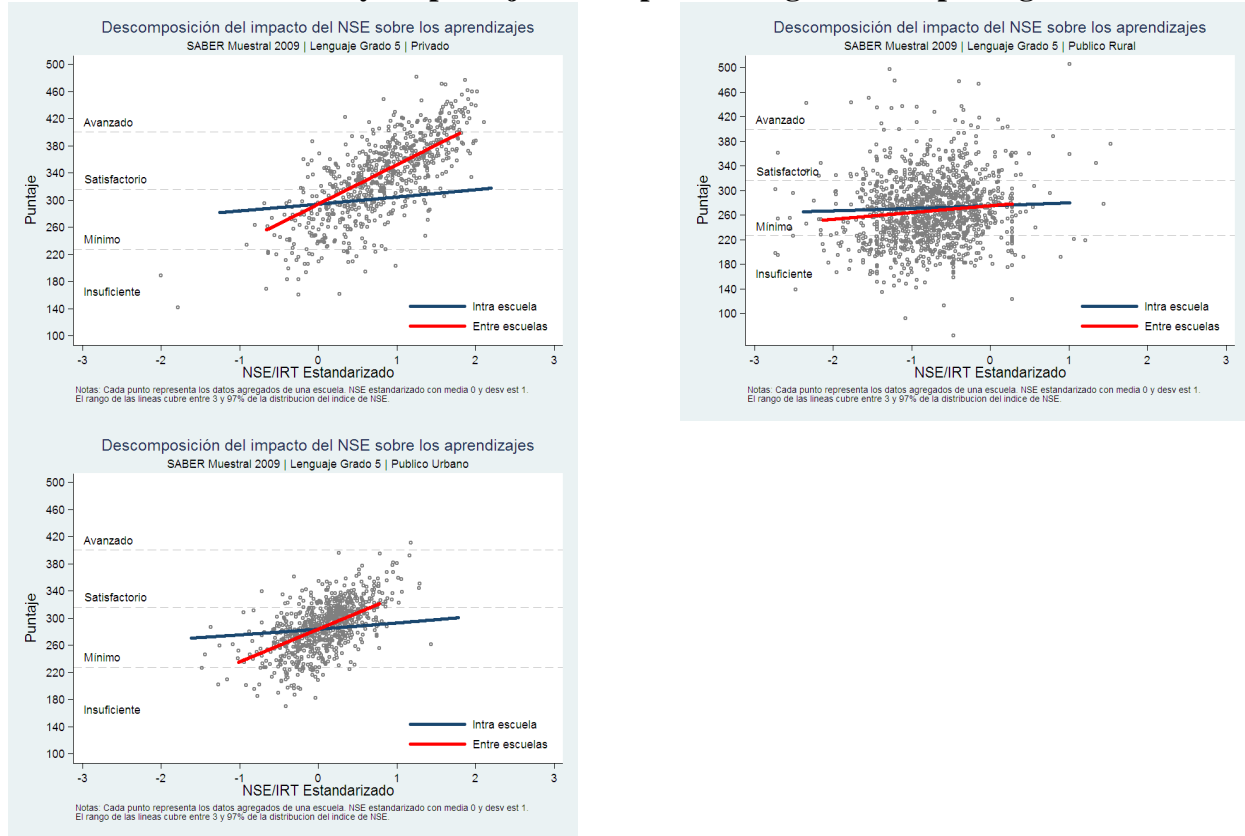 Descomposición del impacto del NSE sobre los aprendizajes
SABER Muestral 2009 | Lenguaje Grado 5 | Privado
Puntaje
500
460
420
380
340
300
260
220
180
140
100
Avanzado
Satisfactorio
Mínimo
Insuficiente
Intra escuela
Entre escuelas
-3 -2 -1 0 1 2 3
NSE/IRT Estandarizado
Notas: Cada punto representa los datos agregados de una escuela. NSE estandarizado con media 0 y desv est 1.
El rango de las lineas cubre entre 3 y 97% de la distribucion del indice de NSE.
Descomposición del impacto del NSE sobre los aprendizajes
SABER Muestral 2009 | Lenguaje Grado 5 | Publico Rural
Puntaje
500
460
420
380
340
300
260
220
180
140
100
Avanzado
Satisfactorio
Mínimo
Insuficiente
Intra escuela
Entre escuelas
-3 -2 -1 0 1 2 3
NSE/IRT Estandarizado
Notas: Cada punto representa los datos agregados de una escuela. NSE estandarizado con media 0 y desv est 1.
El rango de las lineas cubre entre 3 y 97% de la distribucion del indice de NSE.
Descomposición del impacto del NSE sobre los aprendizajes
SABER Muestral 2009 | Lenguaje Grado 5 | Publico Urbano
Puntaje
500
460
420
380
340
300
260
220
180
140
100
Avanzado
Satisfactorio
Mínimo
Insuficiente
Intra escuela
Entre escuelas
-3 -2 -1 0 1 2 3
NSE/IRT Estandarizado
Notas: Cada punto representa los datos agregados de una escuela. NSE estandarizado con media 0 y desv est 1.
El rango de las lineas cubre entre 3 y 97% de la distribucion del indice de NSE.